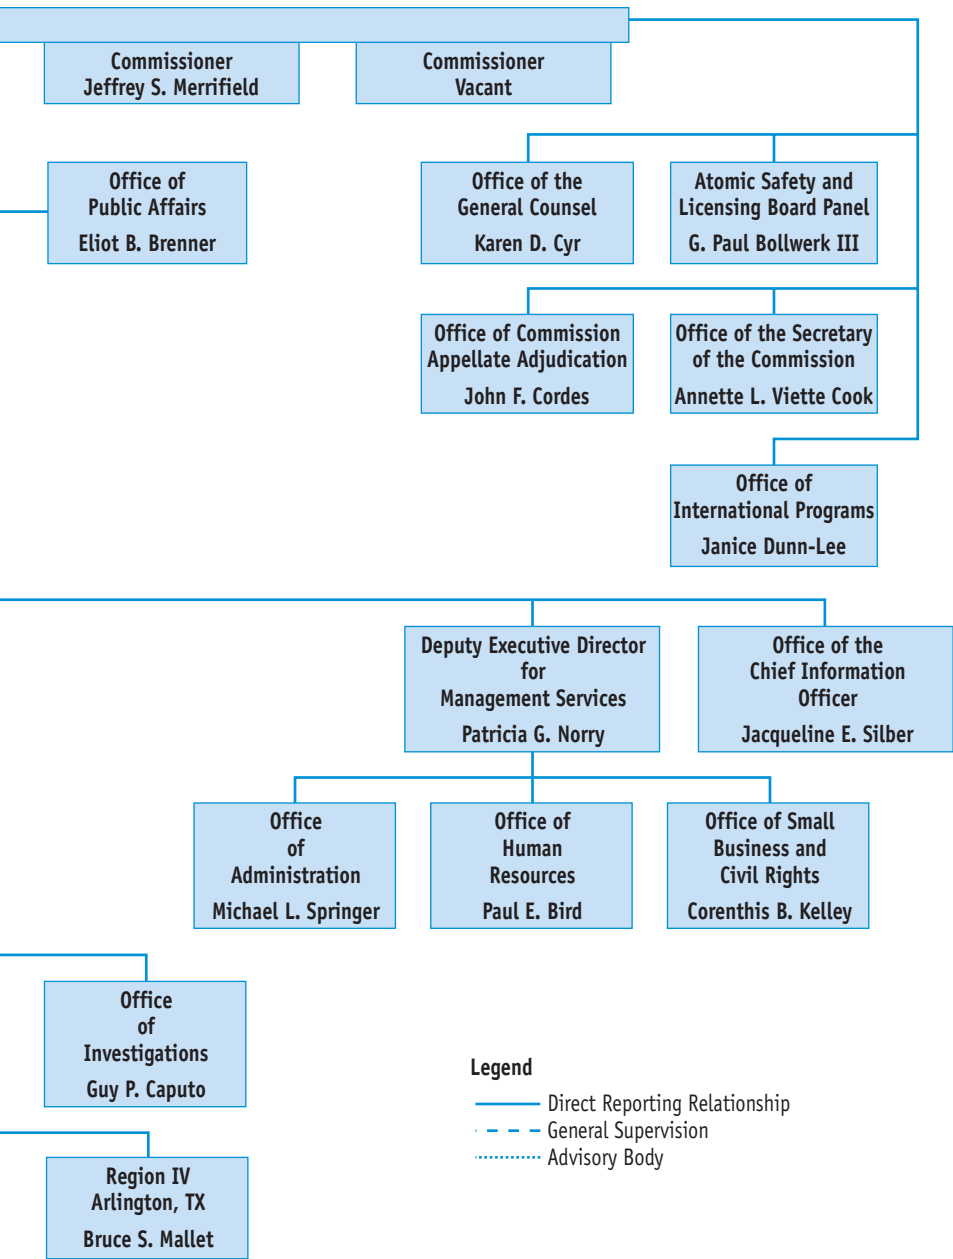 Commissioner
Jeffrey S. Merrifield
Commissioner
Vacant
Office of
Public Affairs
Eliot B. Brenner
Office of the
General Counsel
Karen D. Cyr
Atomic Safety and
Licensing Board Panel
G. Paul Bollwerk III
Office of Commission
Appellate Adjudication
John F. Cordes
Office of the Secretary
of the Commission
Annette L. Viette Cook
Office of
International Programs
Janice Dunn-Lee
Deputy Executive Director
for
Management Services
Patricia G. Norry
Office of the
Chief Information
Officer
Jacqueline E. Silber
Office
of
Administration
Michael L. Springer
Office of
Human
Resources
Paul E. Bird
Office of Small
Business and
Civil Rights
Corenthis B. Kelley
Office
of
Investigations
Guy P. Caputo
Region IV
Arlington, TX
Bruce S. Mallet
Legend
Direct Reporting Relationship
General Supervision
Advisory Body